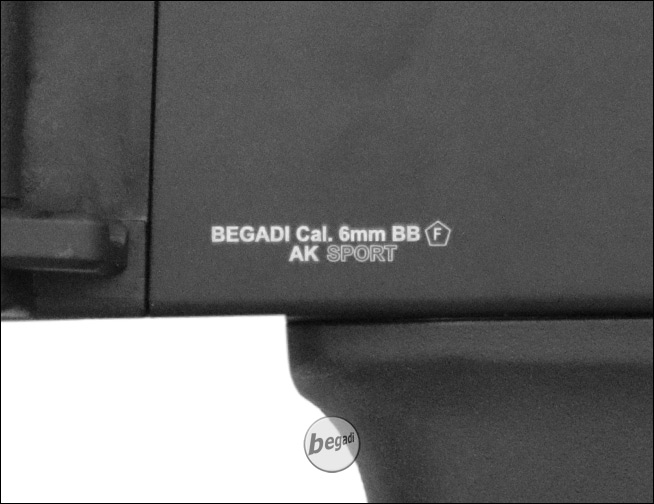 BEGADI Cal. 6mm BB F
AK SPORT
begadi